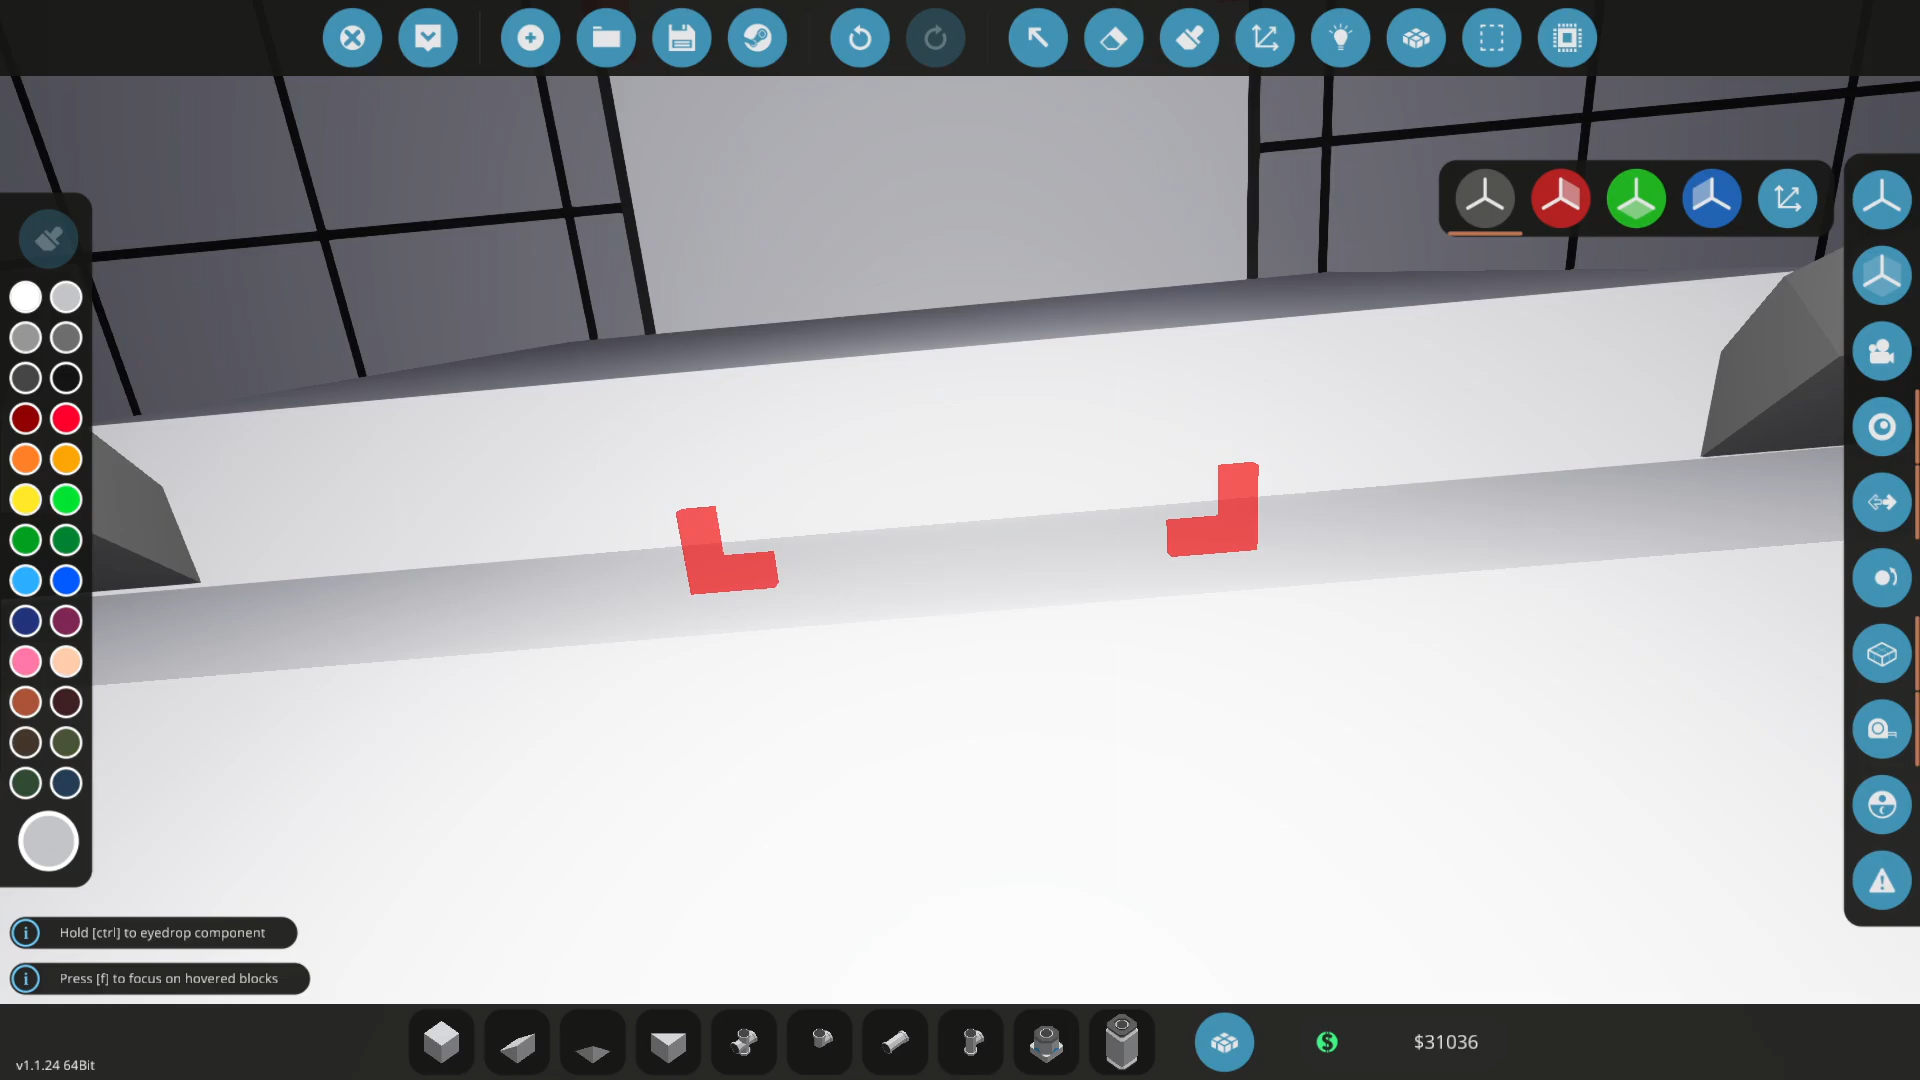 Hold [ctrl] to eyedrop component
Press [f] to focus on hovered blocks
v1.1.24 64Bit
$31036